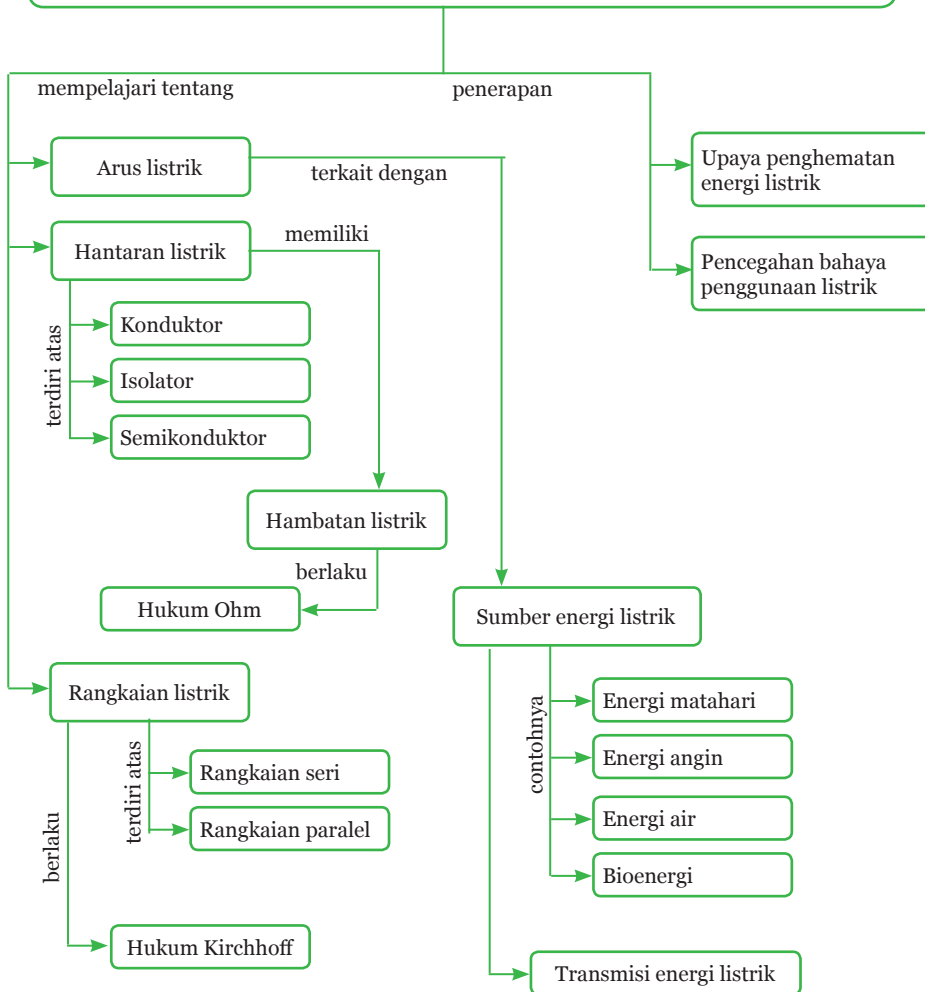 mempelajari tentang
penerapan
Arus listrik
terkait dengan
Upaya penghematan
energi listrik
Hantaran listrik
memiliki
Pencegahan bahaya
penggunaan listrik
terdiri atas
Konduktor
Isolator
Semikonduktor
Hambatan listrik
berlaku
Hukum Ohm
Sumber energi listrik
Rangkaian listrik
contohnya
Energi matahari
Energi angin
Energi air
Bioenergi
terdiri atas
Rangkaian seri
Rangkaian paralel
berlaku
Hukum Kirchhoff
Transmisi energi listrik